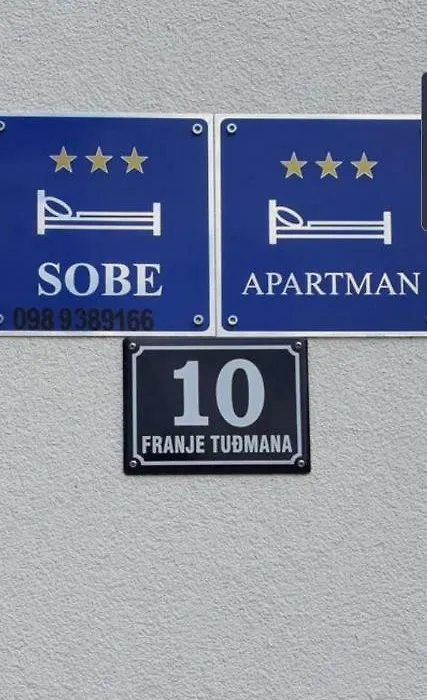 SOBE
098 9389166
APARTMAN
10
FRANJE TUĐMANA